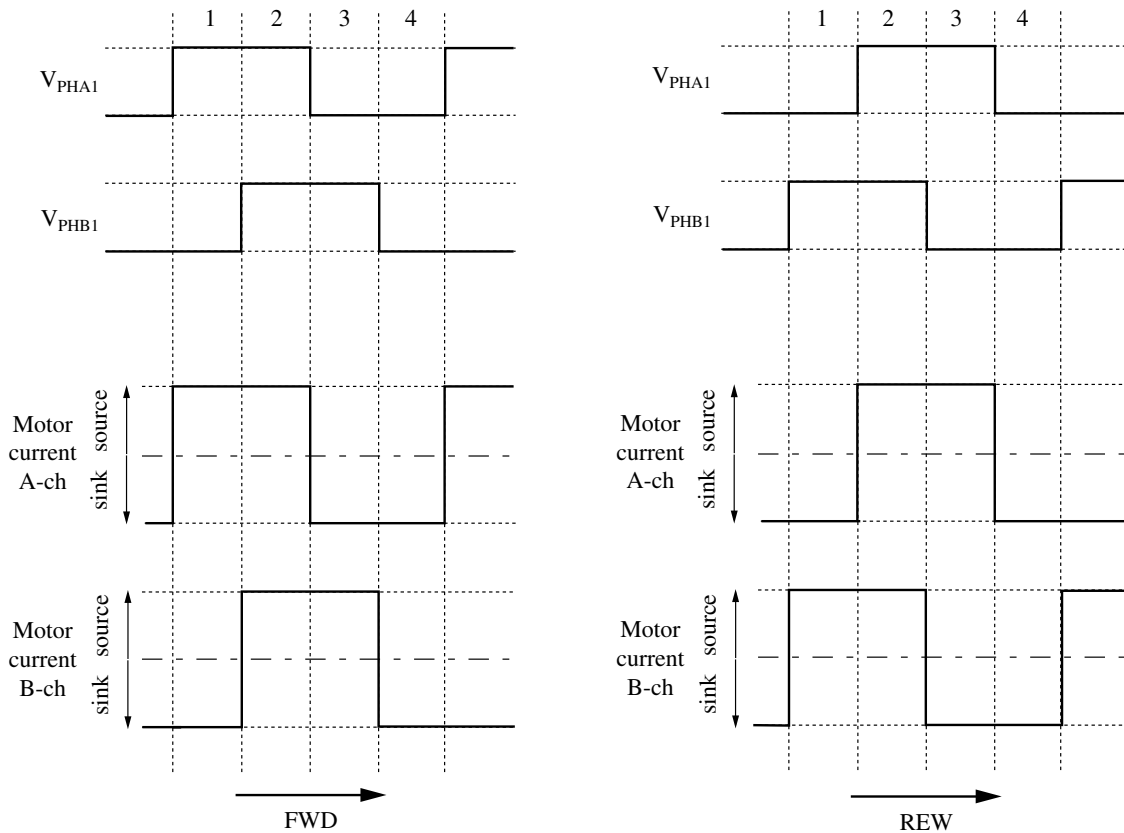 1 2 3 4
V_PHA1
V_PHB1
Motor
current
A-ch
source
sink
Motor
current
B-ch
source
sink
FWD
1 2 3 4
V_PHA1
V_PHB1
Motor
current
A-ch
source
sink
Motor
current
B-ch
source
sink
REW